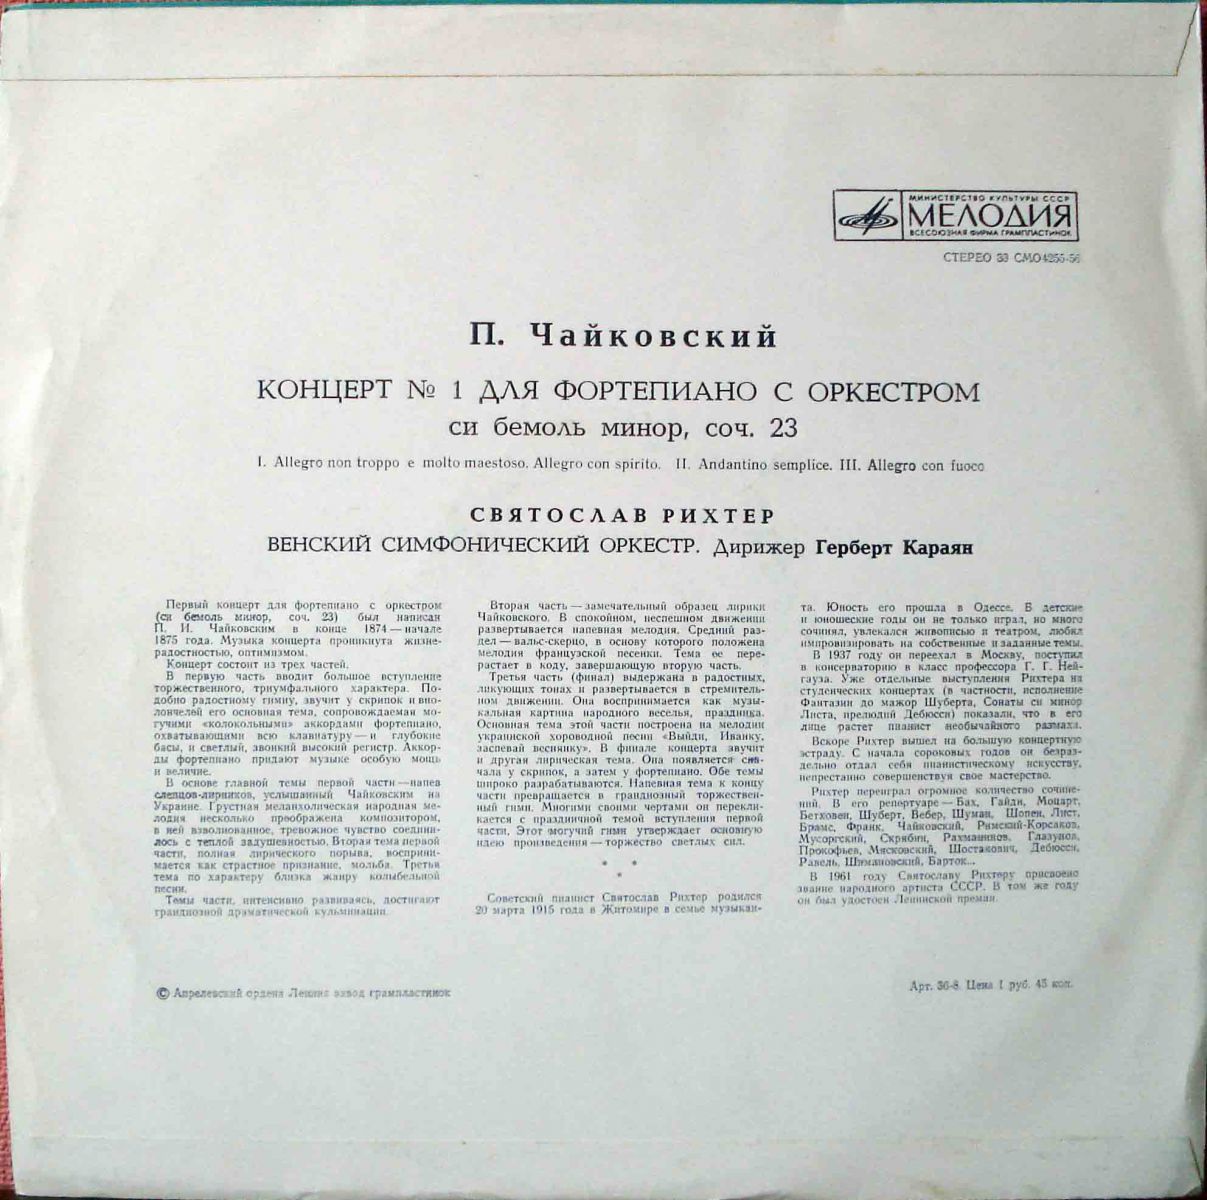 МИНИСТЕРСТВО КУЛЬТУРЫ СССР
МЕЛОДИЯ
ВСЕСОЮЗНАЯ ФИРМА ГРАМПЛАСТИНОК
СТЕРЕО 33 СМ04255-56
П. Чайковский
КОНЦЕРТ № 1 ДЛЯ ФОРТЕПИАНО С ОРКЕСТРОМ
си бемоль минор, соч. 23
I. Allegro non troppo e molto maestoso. Allegro con spirito. II. Andantino semplice. III. Allegro con fuoco
СВЯТОСЛАВ РИХТЕР
ВЕНСКИЙ СИМФОНИЧЕСКИЙ ОРКЕСТР. Дирижер Герберт Караян
Первый концерт для фортепиано с оркестром
(си бемоль минор, соч. 23) был написан
П. И. Чайковским в конце 1874 — начале
1875 года. Музыка концерта проникнута жизне-
радостностью, оптимизмом.
Концерт состоит из трех частей.
В первую часть вводит большое вступление
торжественного, триумфального характера. По-
добно радостному гимну, звучит у скрипок и вио-
лончелей его основная тема, сопровождаемая мо-
гучими «колокольными» аккордами фортепиано,
охватывающими всю клавиатуру — и глубокие
басы, и светлый, звонкий высокий регистр. Аккор-
ды фортепиано придают музыке особую мощь
и величие.
В основе главной темы первой части — напев
слепцов-лирников, услышанный Чайковским на
Украине. Грустная меланхолическая народная ме-
лодия несколько преображена композитором,
в ней взволнованное, тревожное чувство соедини-
лось с теплой задушевностью. Вторая тема первой
части, полная лирического порыва, восприни-
мается как страстное признание, мольба. Третья
тема по характеру близка жанру колыбельной
песни.
Темы части, интенсивно развиваясь, достигают
грандиозной драматической кульминации.
Вторая часть — замечательный образец лирики
Чайковского. В спокойном, неспешном движении
развертывается напевная мелодия. Средний раз-
дел — вальс-скерцо, в основу которого положена
мелодия французской песенки. Тема ее пере-
растает в коду, завершающую вторую часть.
Третья часть (финал) выдержана в радостных,
ликующих тонах и развертывается в стремитель-
ном движении. Она воспринимается как музы-
кальная картина народного веселья, праздника.
Основная тема этой части построена на мелодии
украинской хороводной песни «Выйди, Иванку,
заспевай веснянку». В финале концерта звучит
и другая лирическая тема. Она появляется сна-
чала у скрипок, а затем у фортепиано. Обе темы
широко разрабатываются. Напевная тема к концу
части превращается в грандиозный торжествен-
ный гимн. Многими своими чертами он перекли-
кается с праздничной темой вступления первой
части. Этот могучий гимн утверждает основную
идею произведения — торжество светлых сил.
* *
*
Советский пианист Святослав Рихтер родился
20 марта 1915 года в Житомире в семье музыкан-
та. Юность его прошла в Одессе. В детские
и юношеские годы он не только играл, но много
сочинял, увлекался живописью и театром, любил
импровизировать на собственные и заданные темы.
В 1937 году он переехал в Москву, поступил
в консерваторию в класс профессора Г. Г. Ней-
гауза. Уже отдельные выступления Рихтера на
студенческих концертах (в частности, исполнение
Фантазии до мажор Шуберта, Сонаты си минор
Листа, прелюдий Дебюсси) показали, что в его
лице растет пианист необычайного размаха.
Вскоре Рихтер вышел на большую концертную
эстраду. С начала сороковых годов он безраз-
дельно отдал себя пианистическому искусству,
непрестанно совершенствуя свое мастерство.
Рихтер переиграл огромное количество сочине-
ний. В его репертуаре — Бах, Гайдн, Моцарт,
Бетховен, Шуберт, Вебер, Шуман, Шопен, Лист,
Брамс, Франк, Чайковский, Римский-Корсаков,
Мусоргский, Скрябин, Рахманинов, Глазунов,
Прокофьев, Мясковский, Шостакович, Дебюсси,
Равель, Шимановский, Барток...
В 1961 году Святославу Рихтеру присвоено
звание народного артиста СССР. В том же году
он был удостоен Ленинской премии.
© Апрелевский ордена Ленина завод грампластинок
Арт. 36-8. Цена 1 руб. 45 коп.